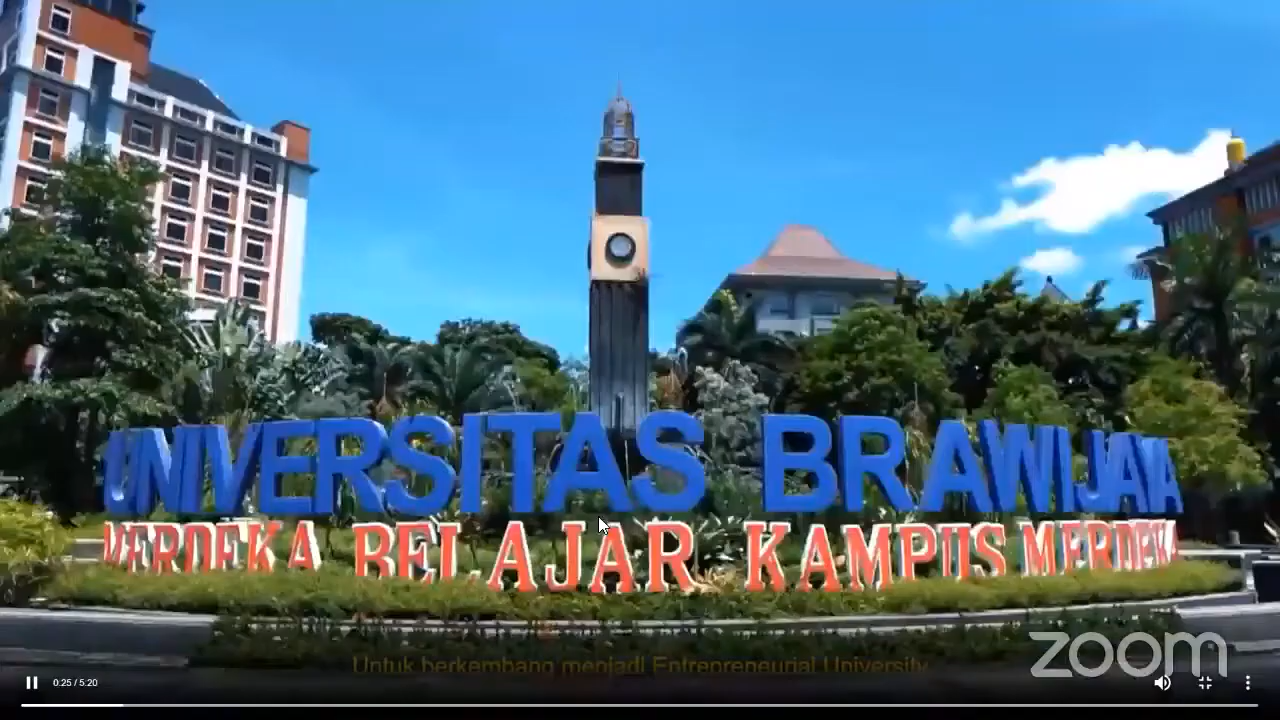 UNIVERSITAS BRAWIJAYA
MERDEKA BELAJAR KAMPUS MERDEKA
Untuk berkembang menjadi Entrepreneurial University
zoom
0:25 / 5:20